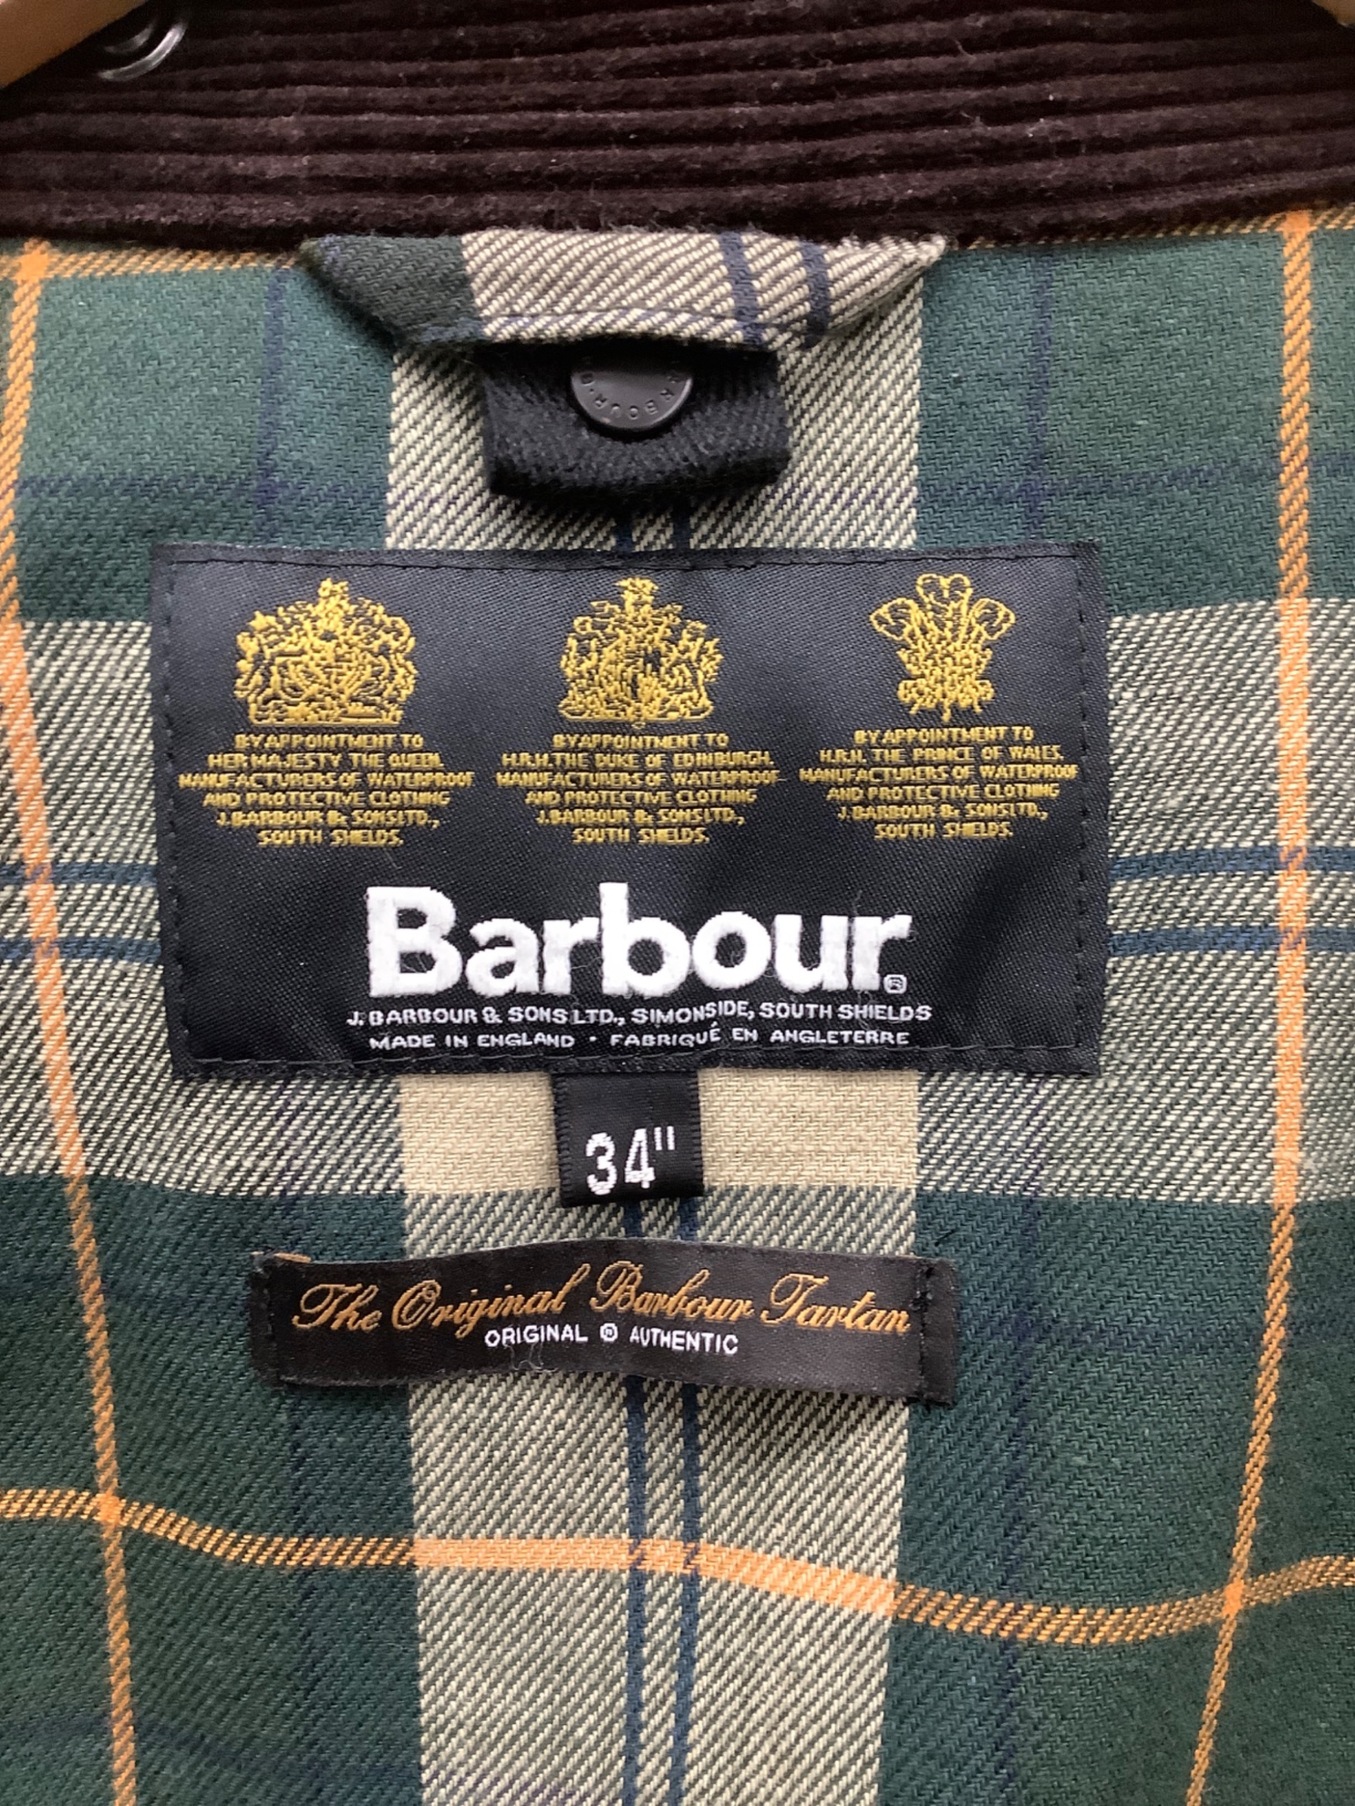 BARBOUR
BY APPOINTMENT TO
HER MAJESTY THE QUEEN.
MANUFACTURERS OF WATERPROOF
AND PROTECTIVE CLOTHING
J.BARBOUR & SONS LTD.,
SOUTH SHIELDS.
BY APPOINTMENT TO
H.R.H. THE DUKE OF EDINBURGH.
MANUFACTURERS OF WATERPROOF
AND PROTECTIVE CLOTHING
J.BARBOUR & SONS LTD.,
SOUTH SHIELDS.
BY APPOINTMENT TO
H.R.H. THE PRINCE OF WALES.
MANUFACTURERS OF WATERPROOF
AND PROTECTIVE CLOTHING
J.BARBOUR & SONS LTD.,
SOUTH SHIELDS.
Barbour®
J. BARBOUR & SONS LTD., SIMONSIDE, SOUTH SHIELDS
MADE IN ENGLAND · FABRIQUÉ EN ANGLETERRE
34"
The Original Barbour Tartan
ORIGINAL ® AUTHENTIC